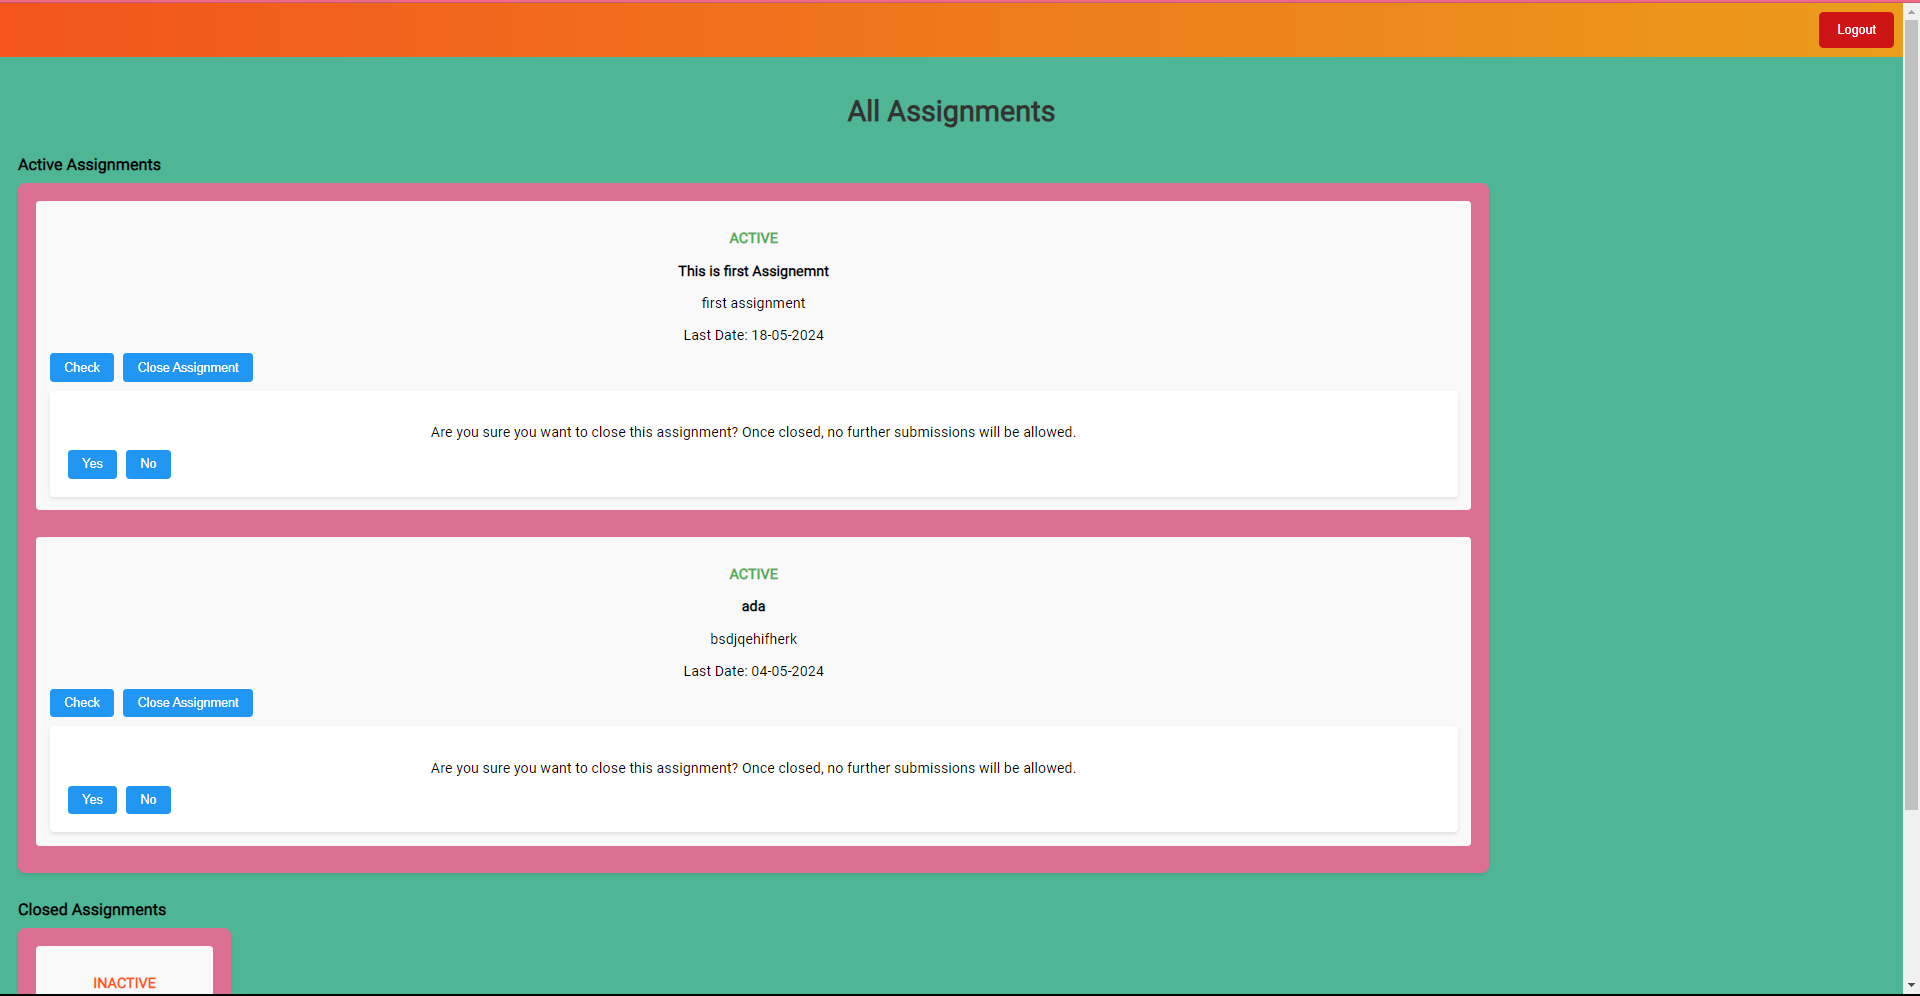 Logout
All Assignments
Active Assignments
ACTIVE
This is first Assignemnt
first assignment
Last Date: 18-05-2024
Check Close Assignment
Are you sure you want to close this assignment? Once closed, no further submissions will be allowed.
Yes No
ACTIVE
ada
bsdjqehifherk
Last Date: 04-05-2024
Check Close Assignment
Are you sure you want to close this assignment? Once closed, no further submissions will be allowed.
Yes No
Closed Assignments
INACTIVE